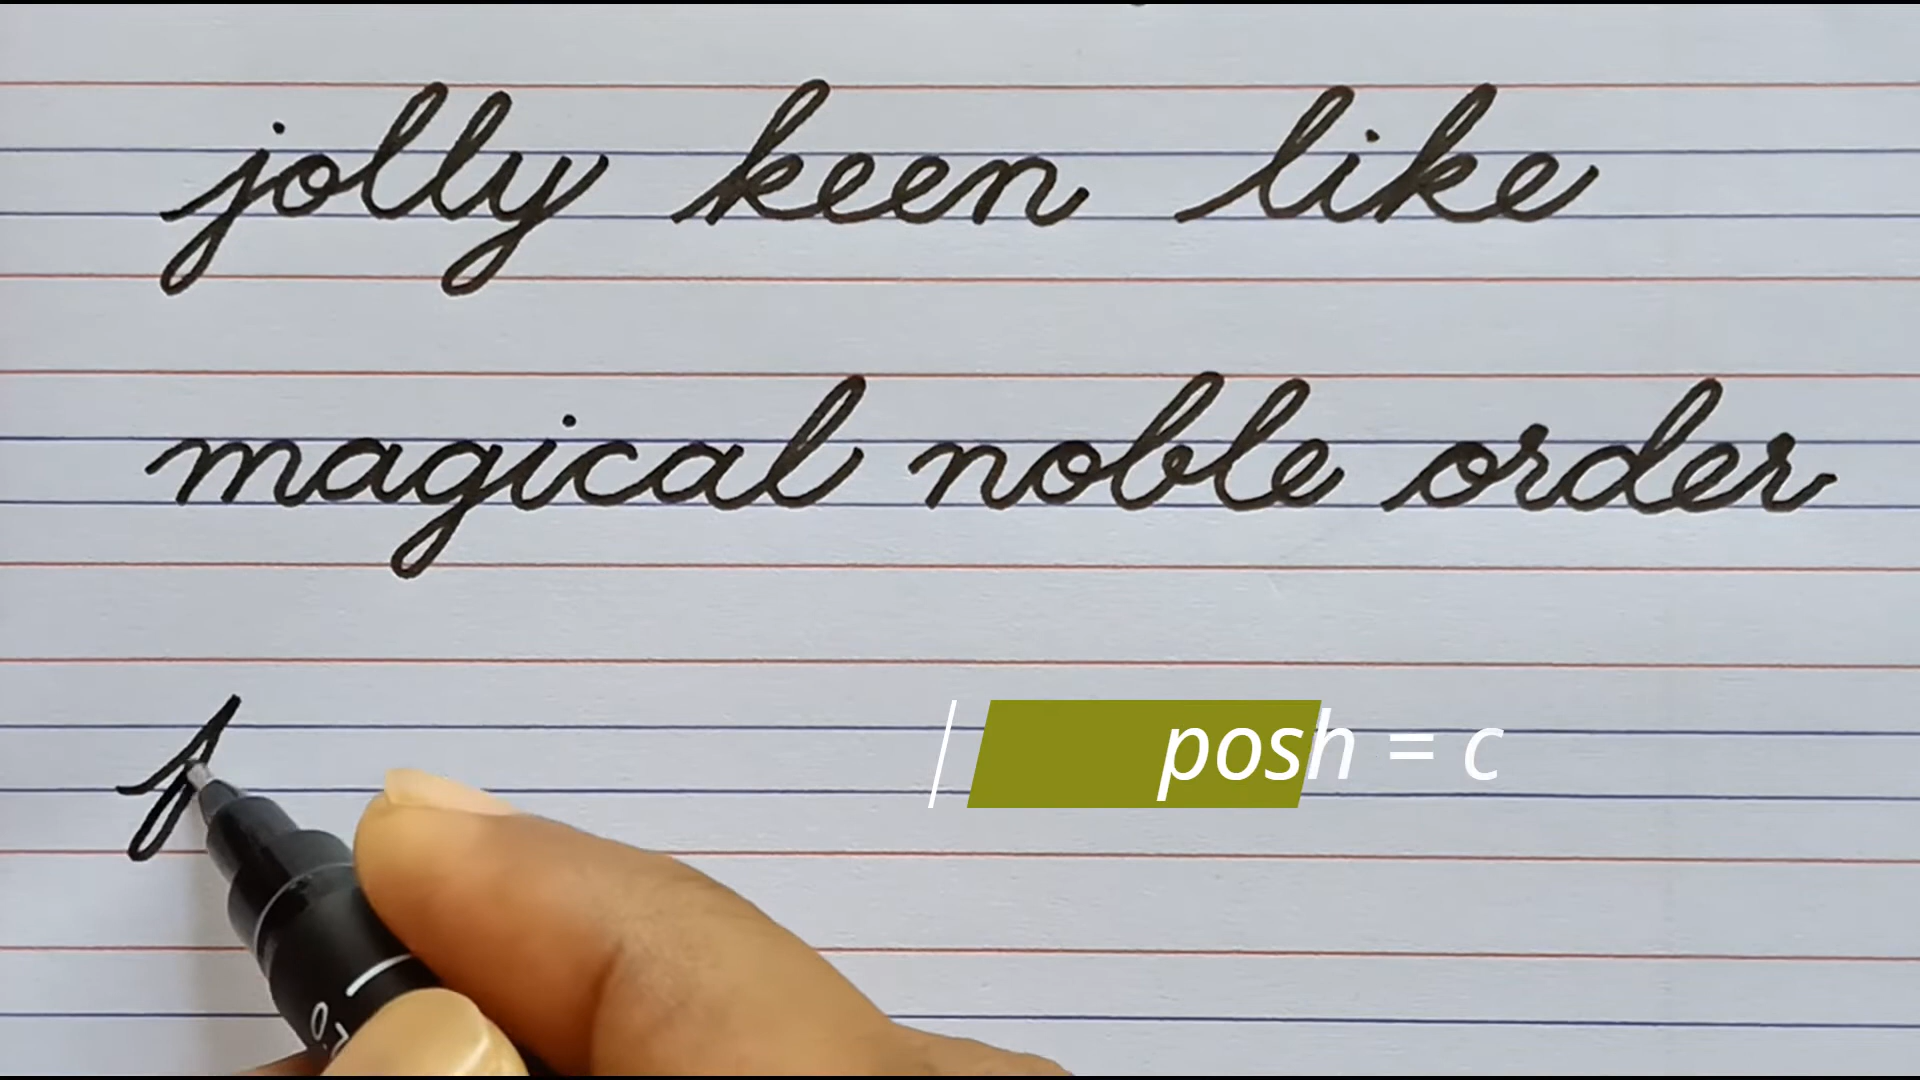 jolly keen like
magical noble order
posh = c